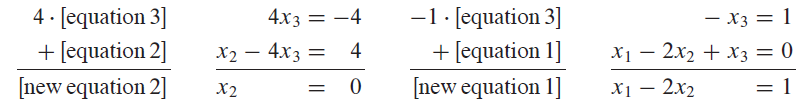 4 · [equation 3] 4x₃ = −4 −1 · [equation 3] − x₃ = 1
+ [equation 2] x₂ − 4x₃ = 4 + [equation 1] x₁ − 2x₂ + x₃ = 0
[new equation 2] x₂ = 0 [new equation 1] x₁ − 2x₂ = 1